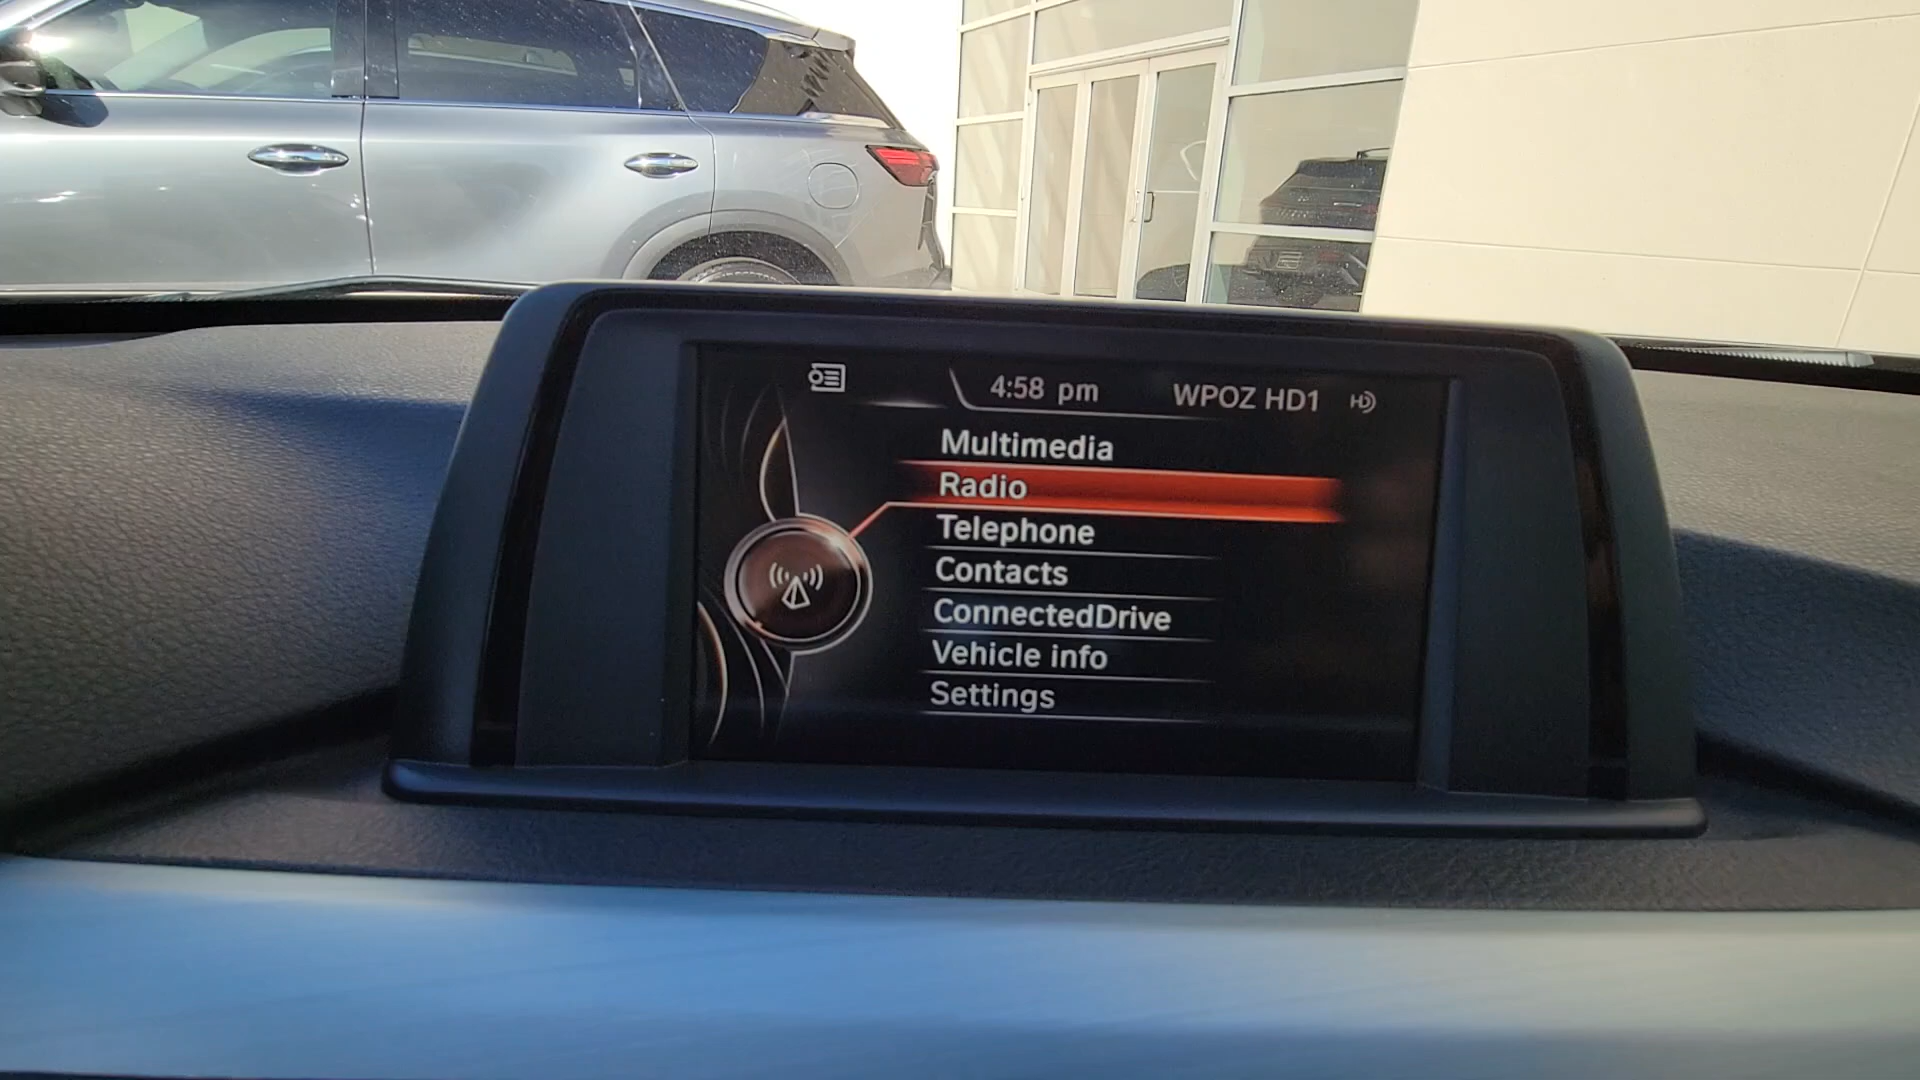 4:58 pm
WPOZ HD1
Multimedia
Radio
Telephone
Contacts
ConnectedDrive
Vehicle info
Settings